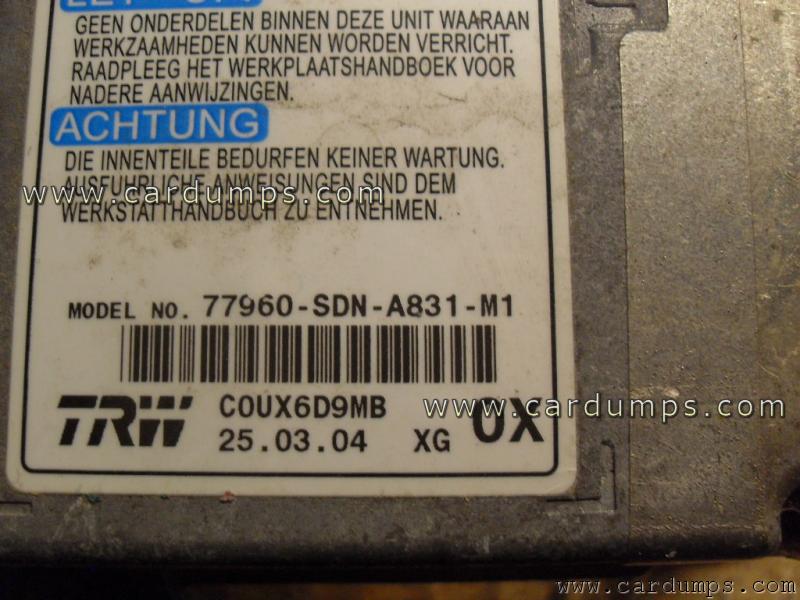 LET OP!
GEEN ONDERDELEN BINNEN DEZE UNIT WAARAAN
WERKZAAMHEDEN KUNNEN WORDEN VERRICHT.
RAADPLEEG HET WERKPLAATSHANDBOEK VOOR
NADERE AANWIJZINGEN.
ACHTUNG
DIE INNENTEILE BEDURFEN KEINER WARTUNG.
AUSFUHRLICHE ANWEISUNGEN SIND DEM
www.cardumps.com
WERKSTATTHANDBUCH ZU ENTNEHMEN.
MODEL NO. 77960-SDN-A831-M1
TRW C0UX6D9MB 0X
www.cardumps.com
25.03.04 XG
www.cardumps.com